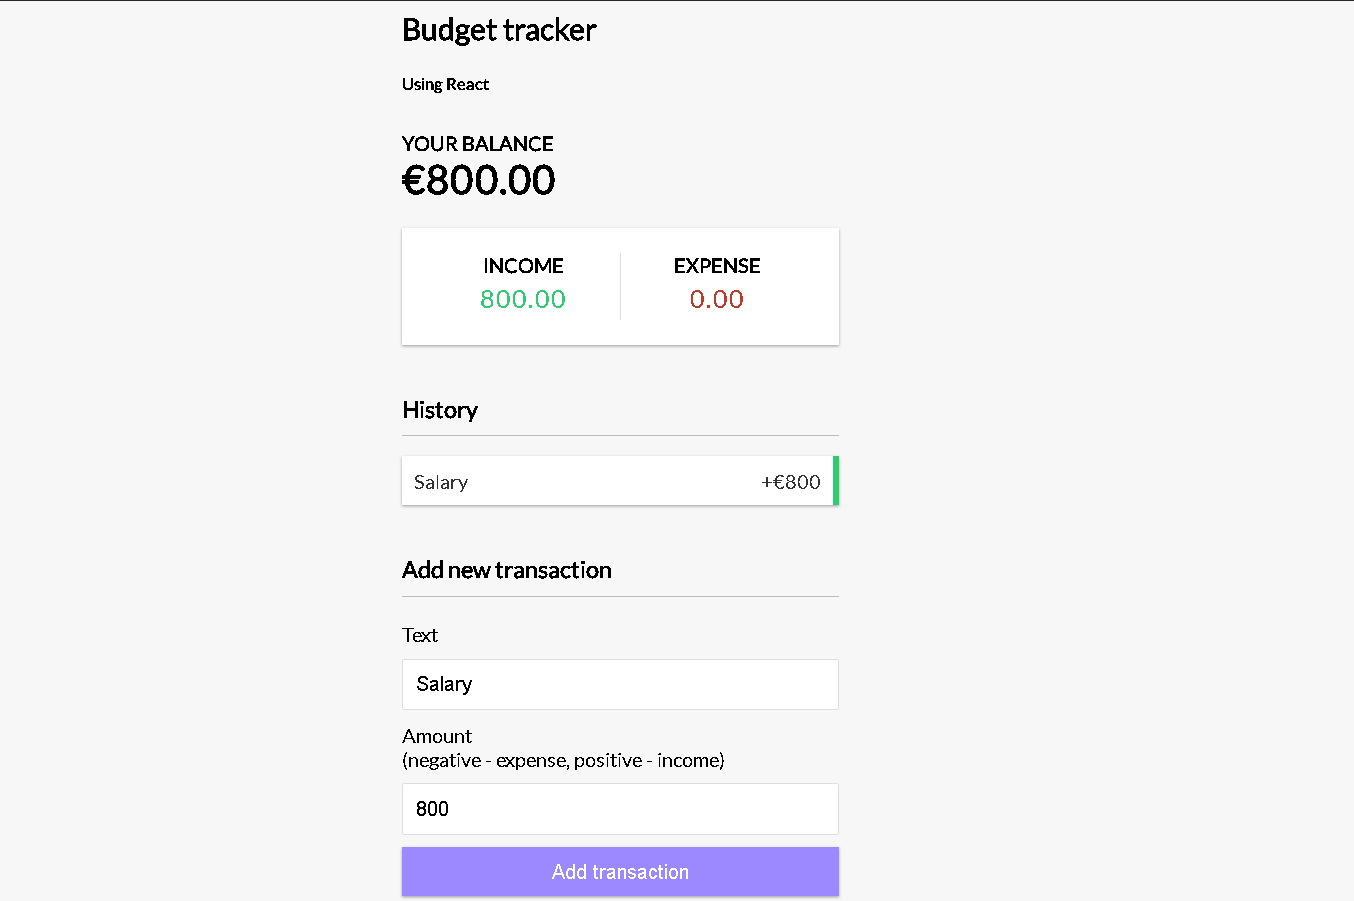 Budget tracker
Using React
YOUR BALANCE
€800.00
INCOME
800.00
EXPENSE
0.00
History
Salary +€800
Add new transaction
Text
Salary
Amount
(negative - expense, positive - income)
800
Add transaction